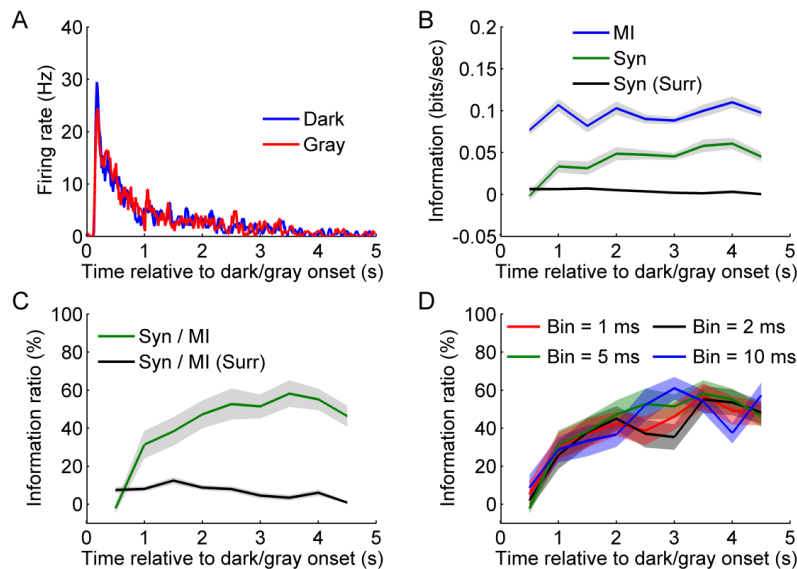 A
Firing rate (Hz)
40
30
20
10
0
Dark
Gray
0 1 2 3 4 5
Time relative to dark/gray onset (s)
B
Information (bits/sec)
0.2
0.15
0.1
0.05
0
-0.05
MI
Syn
Syn (Surr)
0 1 2 3 4 5
Time relative to dark/gray onset (s)
C
Information ratio (%)
100
80
60
40
20
0
Syn / MI
Syn / MI (Surr)
0 1 2 3 4 5
Time relative to dark/gray onset (s)
D
Information ratio (%)
100
80
60
40
20
0
Bin = 1 ms Bin = 2 ms
Bin = 5 ms Bin = 10 ms
0 1 2 3 4 5
Time relative to dark/gray onset (s)